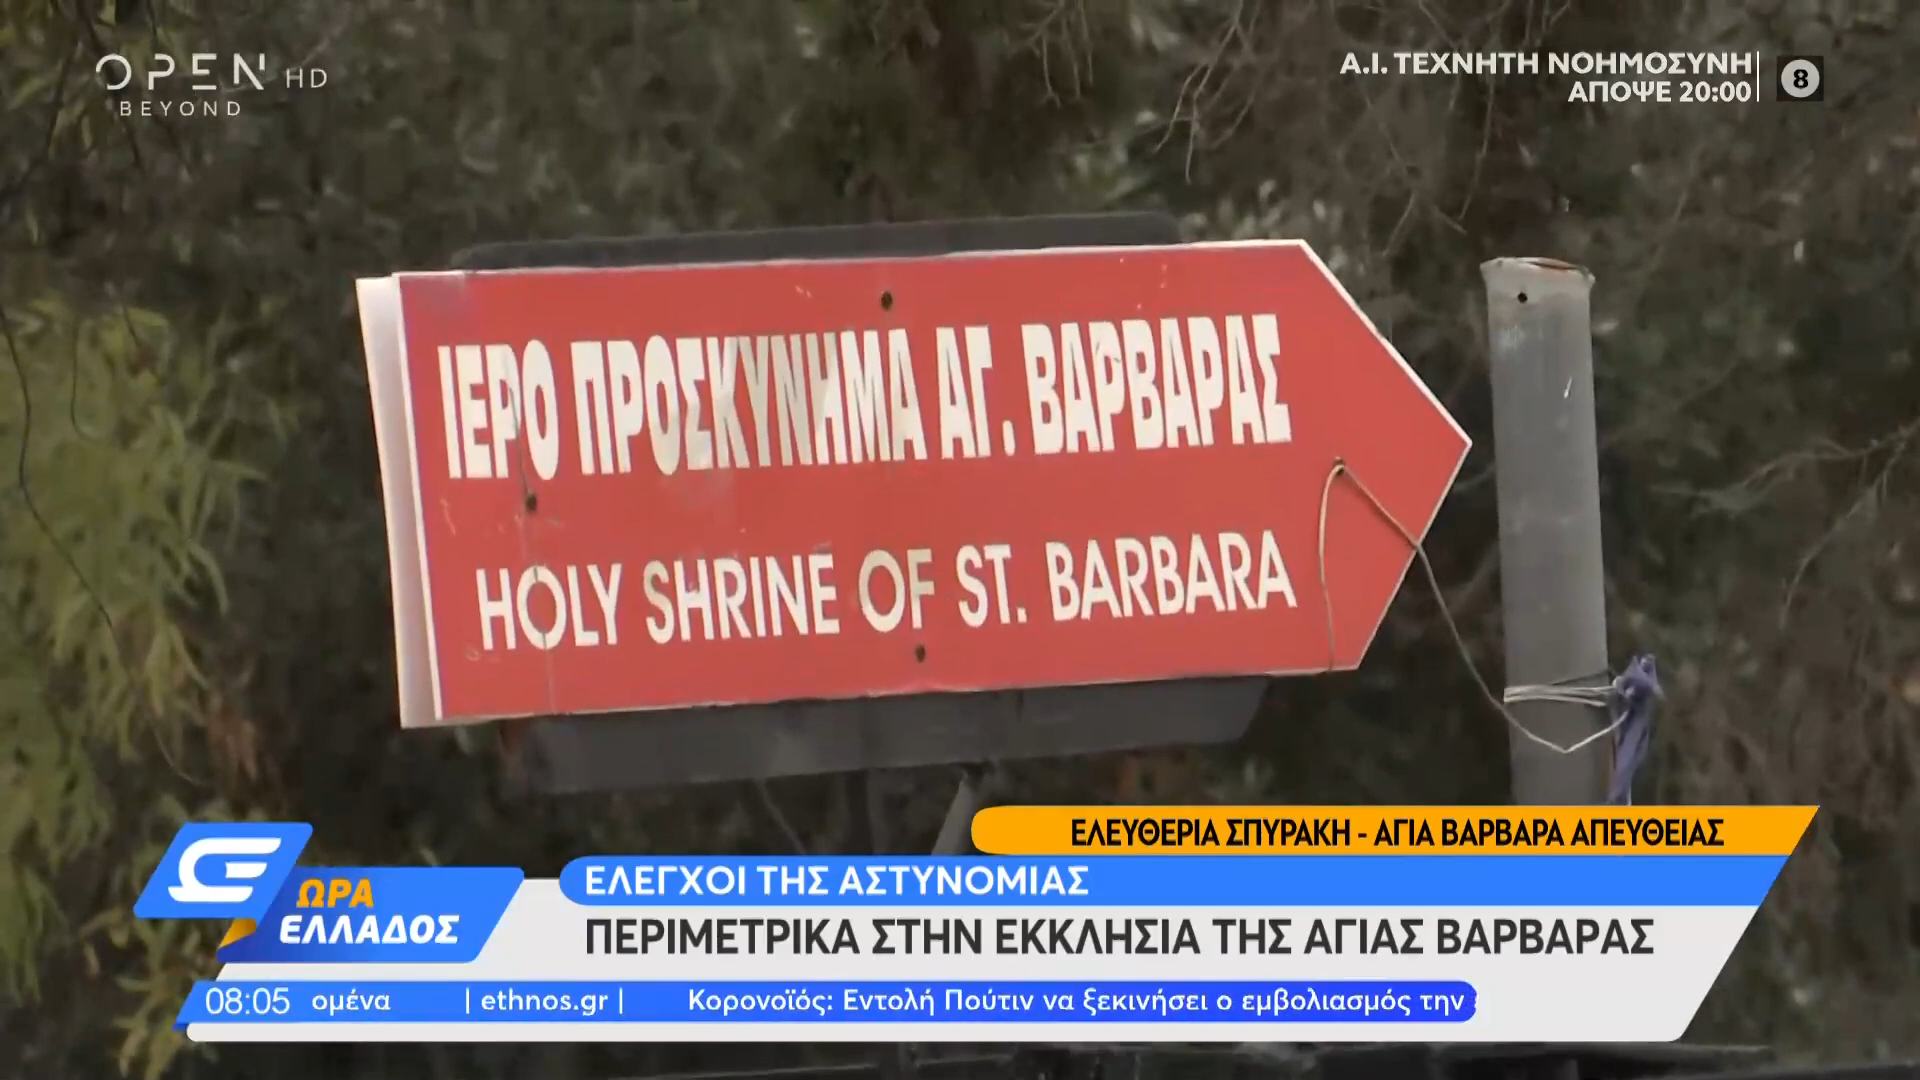 OPEN HD
BEYOND
A.I. ΤΕΧΝΗΤΗ ΝΟΗΜΟΣΥΝΗ
ΑΠΟΨΕ 20:00
8
ΙΕΡΟ ΠΡΟΣΚΥΝΗΜΑ ΑΓ. ΒΑΡΒΑΡΑΣ
HOLY SHRINE OF ST. BARBARA
ΕΛΕΥΘΕΡΙΑ ΣΠΥΡΑΚΗ - ΑΓΙΑ ΒΑΡΒΑΡΑ ΑΠΕΥΘΕΙΑΣ
ΩΡΑ
ΕΛΛΑΔΟΣ
ΕΛΕΓΧΟΙ ΤΗΣ ΑΣΤΥΝΟΜΙΑΣ
ΠΕΡΙΜΕΤΡΙΚΑ ΣΤΗΝ ΕΚΚΛΗΣΙΑ ΤΗΣ ΑΓΙΑΣ ΒΑΡΒΑΡΑΣ
08:05 ομένα | ethnos.gr | Κορονοϊός: Εντολή Πούτιν να ξεκινήσει ο εμβολιασμός την